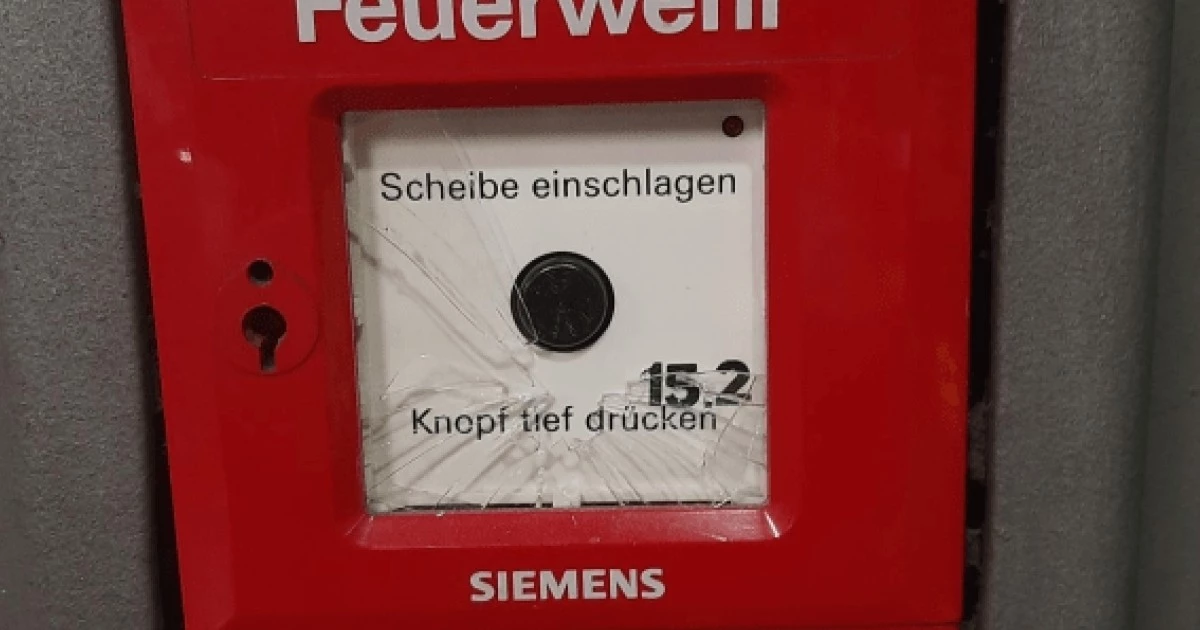 Feuerwehr
Scheibe einschlagen
15.2
Knopf tief drücken
SIEMENS